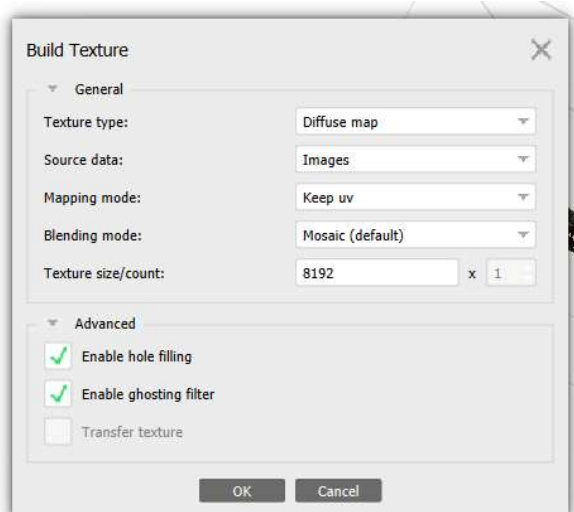 Build Texture
General
Texture type: Diffuse map
Source data: Images
Mapping mode: Keep uv
Blending mode: Mosaic (default)
Texture size/count: 8192 x 1
Advanced
Enable hole filling
Enable ghosting filter
Transfer texture
OK Cancel